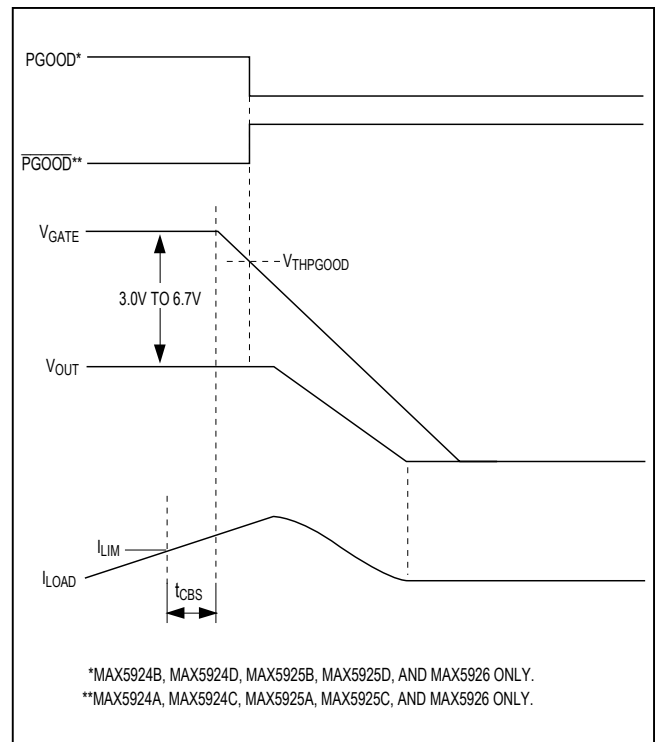 PGOOD*
P̅G̅O̅O̅D̅**
VGATE
VTHPGOOD
3.0V TO 6.7V
VOUT
ILIM
ILOAD
tCBS
*MAX5924B, MAX5924D, MAX5925B, MAX5925D, AND MAX5926 ONLY.
**MAX5924A, MAX5924C, MAX5925A, MAX5925C, AND MAX5926 ONLY.